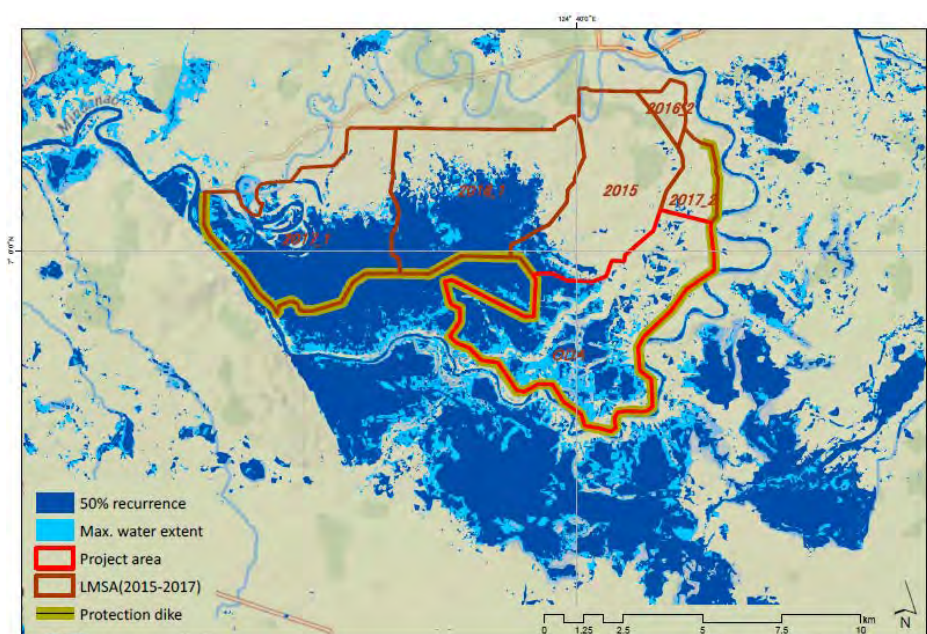 124° 40'0"E
Mindanao
2016_2
2016_1
2015
2017_2
2017_1
7° 0'0"N
ODA
50% recurrence
Max. water extent
Project area
LMSA(2015-2017)
Protection dike
N
km
0 1.25 2.5 5 7.5 10